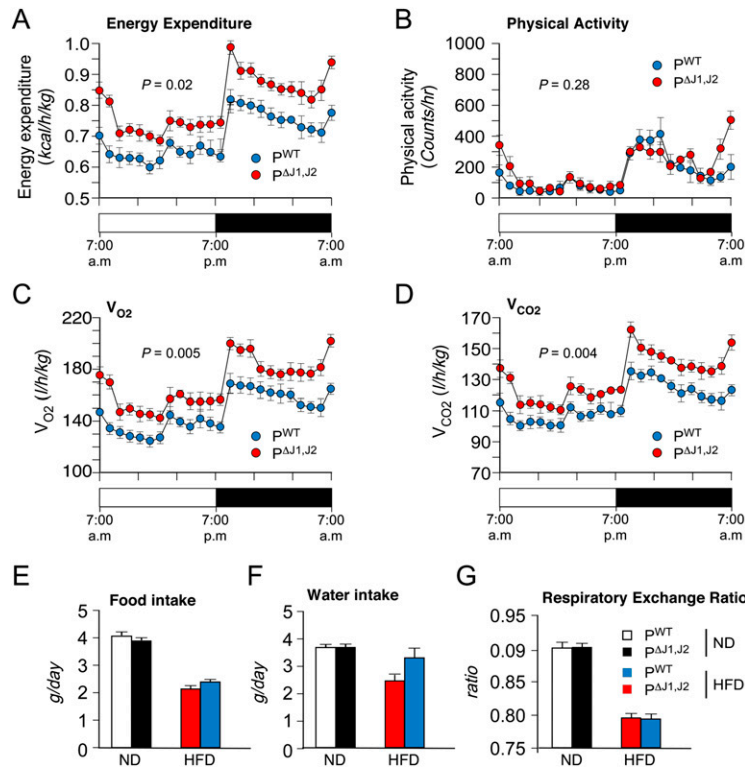 A Energy Expenditure
Energy expenditure
(kcal/h/kg)
1.0
0.9
0.8
0.7
0.6
0.5
P = 0.02
P^WT
P^ΔJ1,J2
7:00
a.m
7:00
p.m
7:00
a.m
B Physical Activity
Physical acitvity
(Counts/hr)
1000
800
600
400
200
0
P = 0.28
P^WT
P^ΔJ1,J2
7:00
a.m
7:00
p.m
7:00
a.m
C V_O2
V_O2 (l/h/kg)
220
180
140
100
P = 0.005
P^WT
P^ΔJ1,J2
7:00
a.m
7:00
p.m
7:00
a.m
D V_CO2
V_CO2 (l/h/kg)
170
150
130
110
90
70
P = 0.004
P^WT
P^ΔJ1,J2
7:00
a.m
7:00
p.m
7:00
a.m
E Food intake
g/day
5
4
3
2
1
0
ND HFD
F Water intake
g/day
5
4
3
2
1
0
ND HFD
G Respiratory Exchange Ratio
ratio
0.95
0.09
0.85
0.80
0.75
P^WT
P^ΔJ1,J2
ND
P^WT
P^ΔJ1,J2
HFD
ND HFD